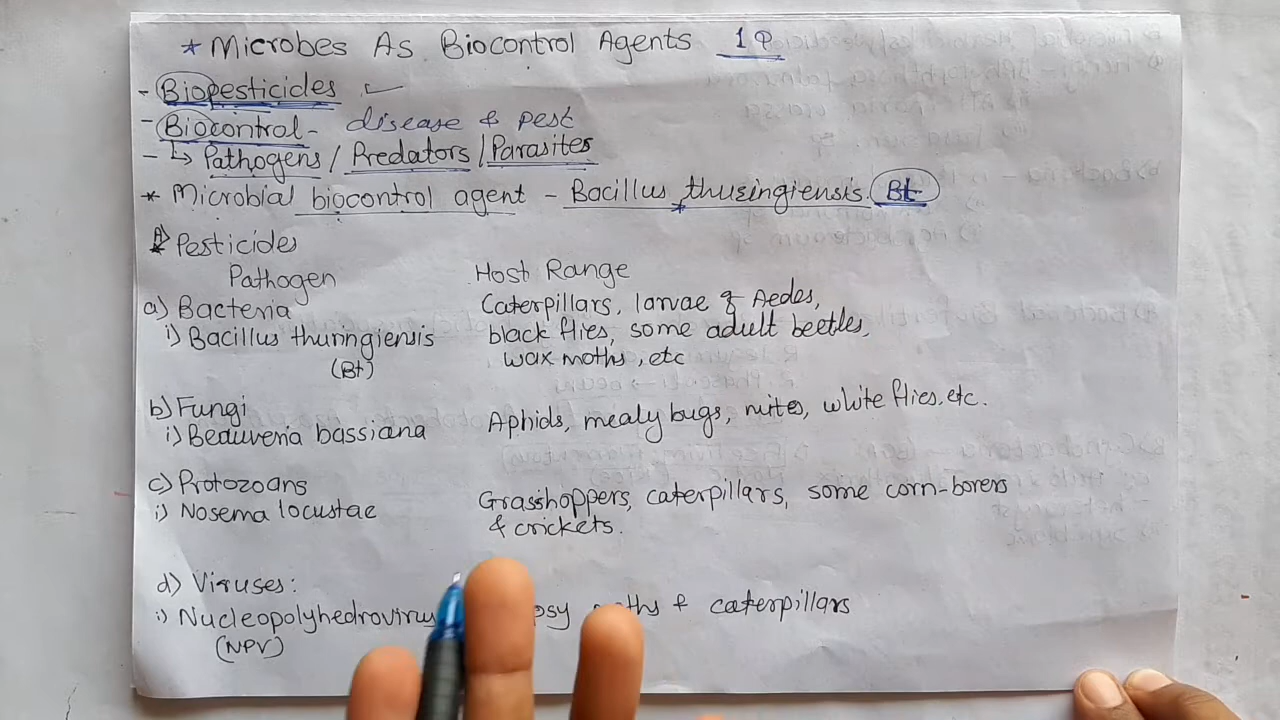 * Microbes As Biocontrol Agents 1 P
- Biopesticides
- Biocontrol - disease & pest
- ↳ Pathogens / Predators / Parasites
* Microbial biocontrol agent - Bacillus thuringiensis. Bt
A) Pesticides
Pathogen Host Range
a) Bacteria Caterpillars, larvae of Aedes,
i) Bacillus thuringiensis black flies, some adult beetles,
(Bt) wax moths, etc
b) Fungi
i) Beauveria bassiana Aphids, mealy bugs, mites, white flies, etc.
c) Protozoans
i) Nosema locustae Grasshoppers, caterpillars, some corn-borers
& crickets.
d) Viruses:
i) Nucleopolyhedrovirus & caterpillars
(NPV)